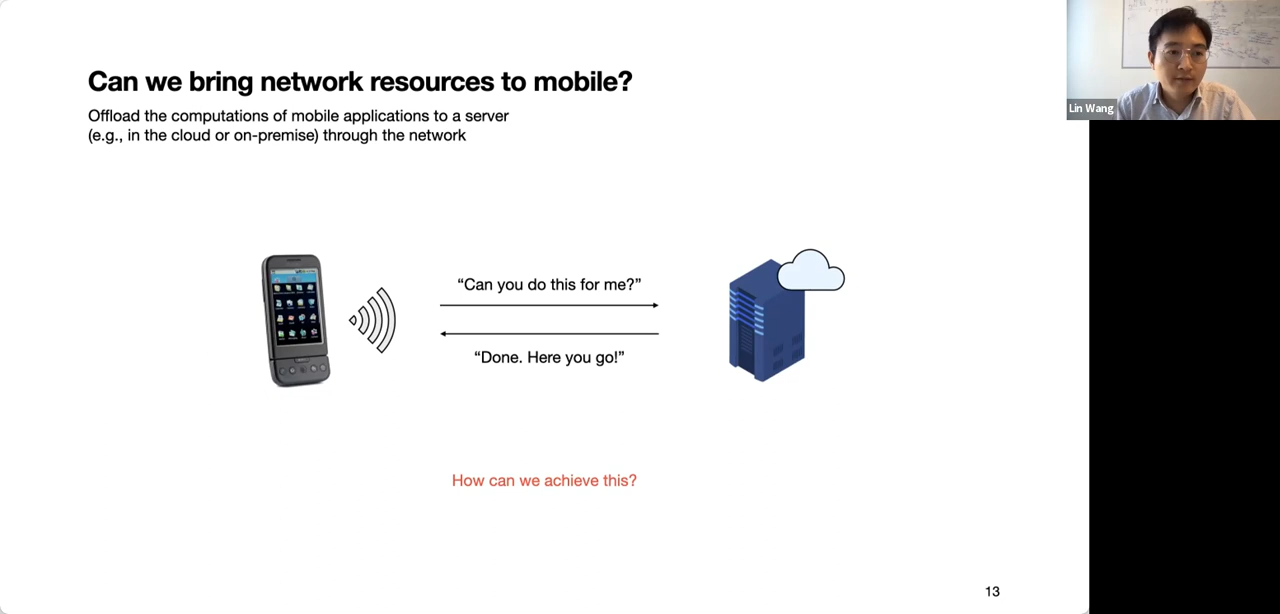 Can we bring network resources to mobile?
Offload the computations of mobile applications to a server
(e.g., in the cloud or on-premise) through the network
“Can you do this for me?”
“Done. Here you go!”
How can we achieve this?
13
Lin Wang